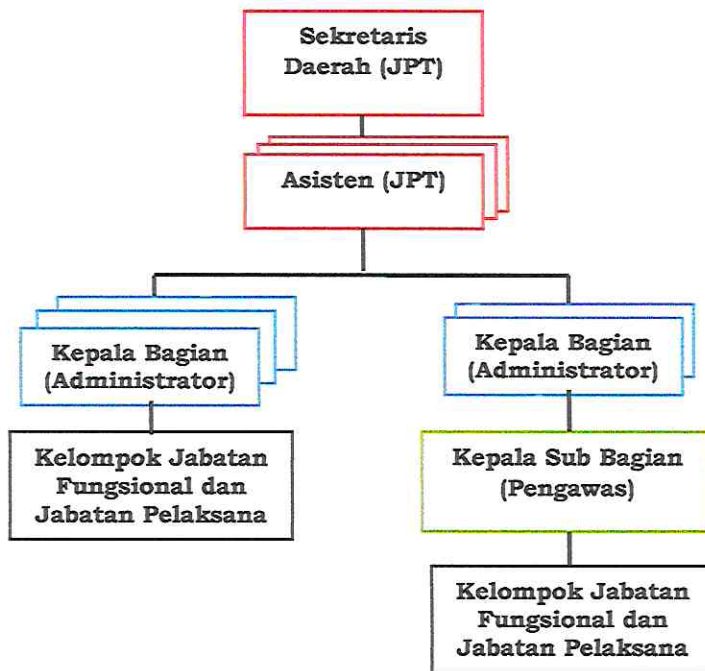 Sekretaris
Daerah (JPT)
Asisten (JPT)
Kepala Bagian
(Administrator)
Kepala Bagian
(Administrator)
Kelompok Jabatan
Fungsional dan
Jabatan Pelaksana
Kepala Sub Bagian
(Pengawas)
Kelompok Jabatan
Fungsional dan
Jabatan Pelaksana